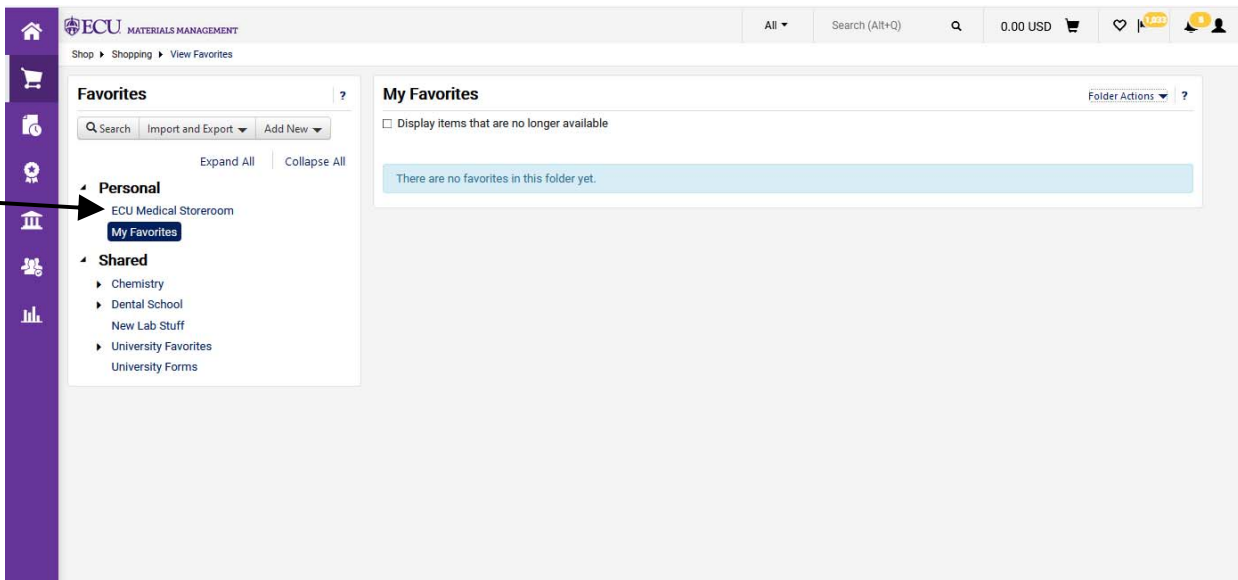 ECU MATERIALS MANAGEMENT All Search (Alt+Q) 0.00 USD 1,033
Shop Shopping View Favorites
Favorites ?
Search Import and Export Add New
Expand All Collapse All
Personal
ECU Medical Storeroom
My Favorites
Shared
Chemistry
Dental School
New Lab Stuff
University Favorites
University Forms
My Favorites Folder Actions ?
Display items that are no longer available
There are no favorites in this folder yet.